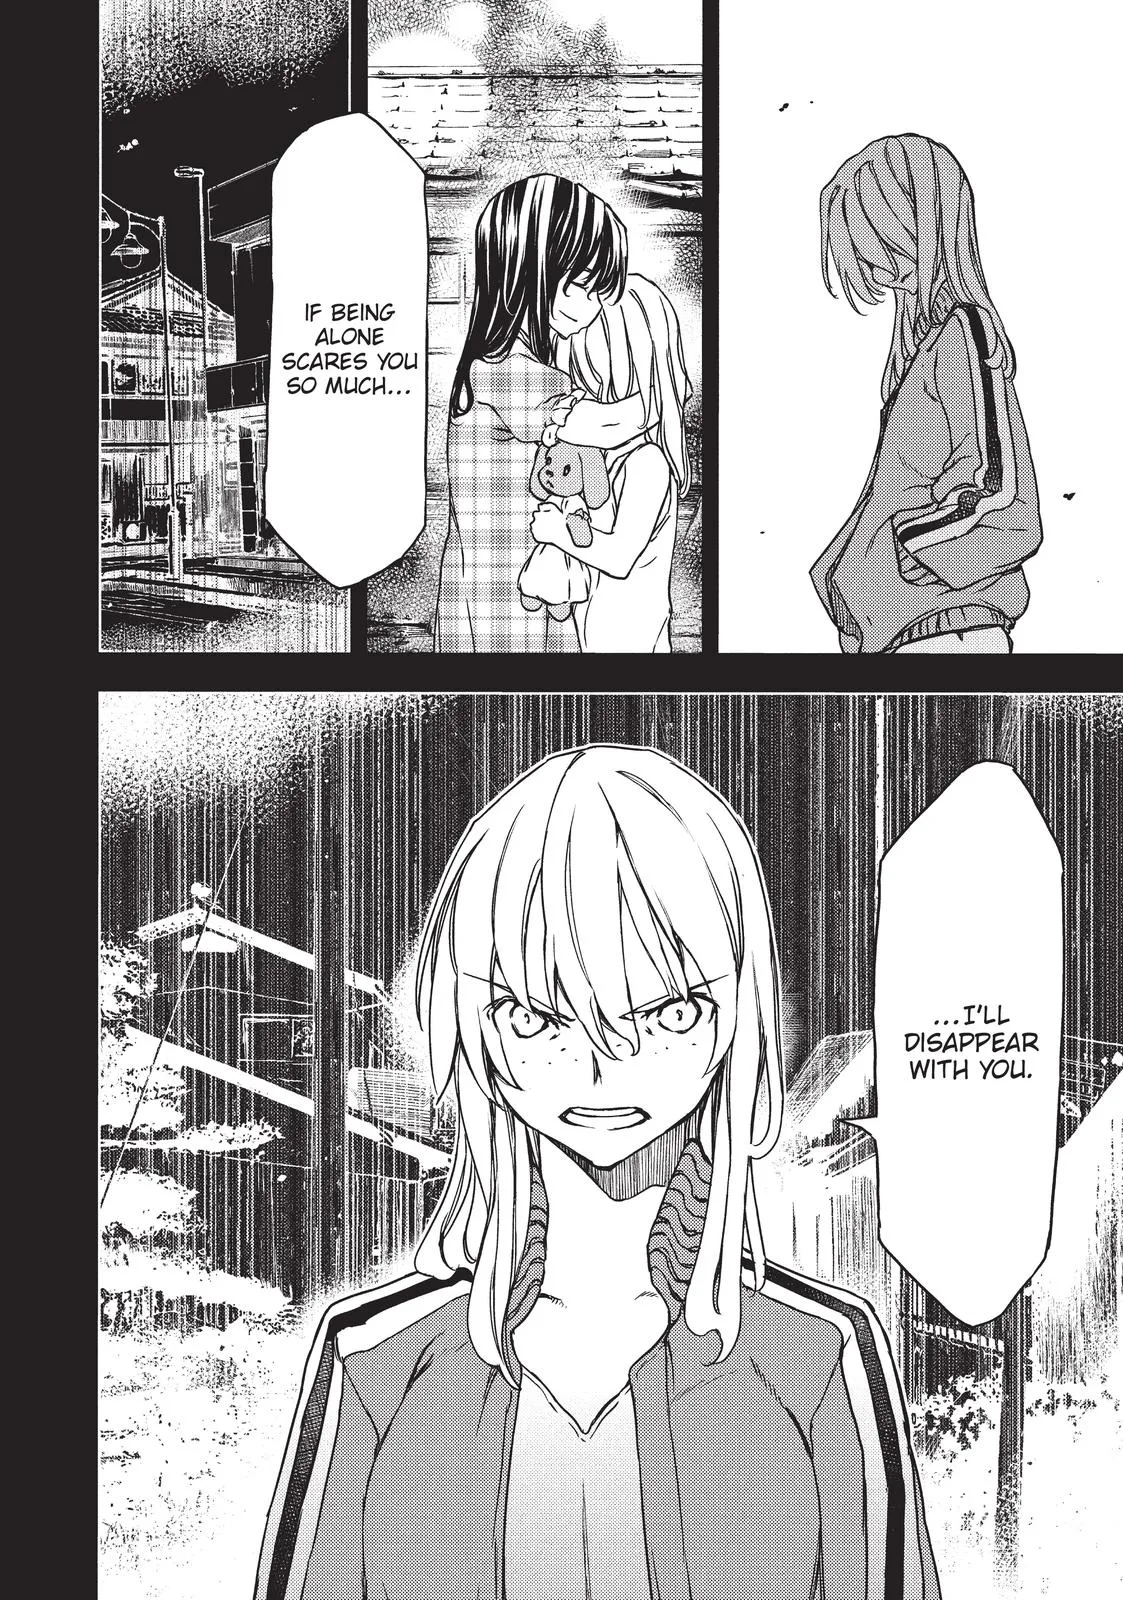 IF BEING
ALONE
SCARES YOU
SO MUCH...
...I'LL
DISAPPEAR
WITH YOU.